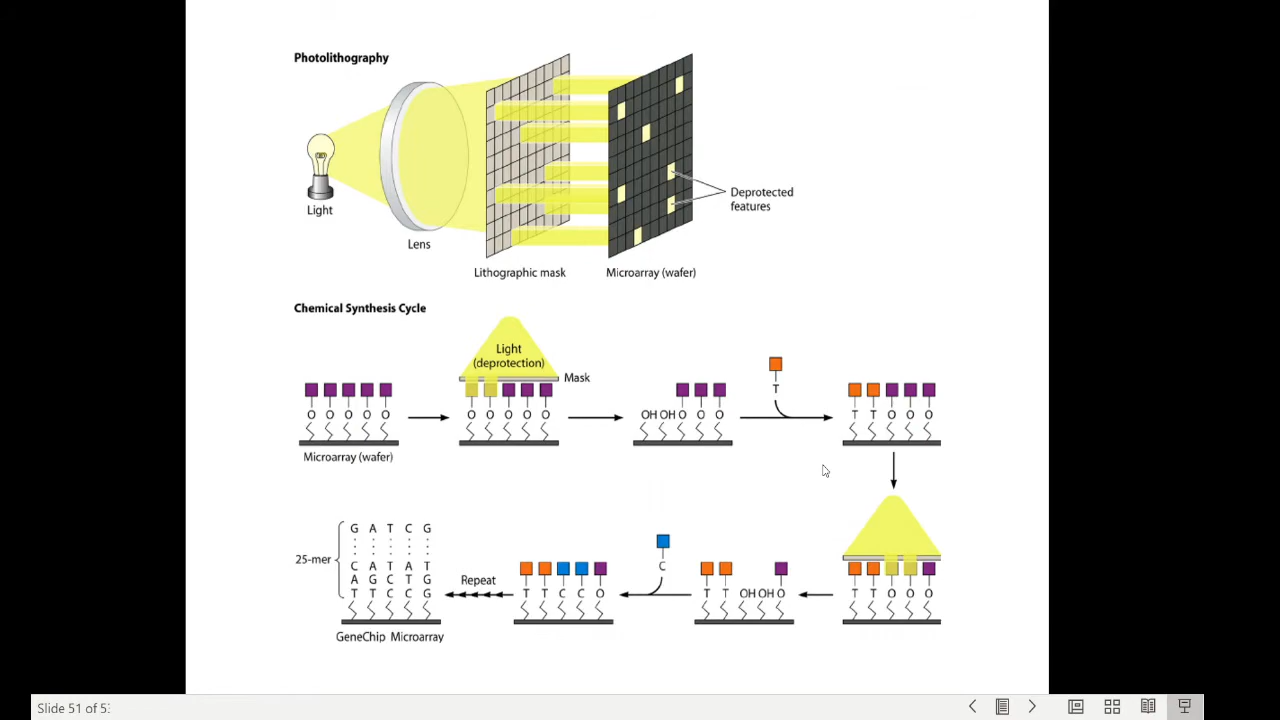 Photolithography
Light
Lens
Lithographic mask
Microarray (wafer)
Deprotected
features
Chemical Synthesis Cycle
Light
(deprotection)
Mask
O O O O O
Microarray (wafer)
O O O O O
OH OH O O O
T
T T O O O
T T O O O
T T OH OH O
C
T T C C O
Repeat
25-mer
G A T C G
C A T A T
A G C T G
T T C C G
GeneChip Microarray
Slide 51 of 5